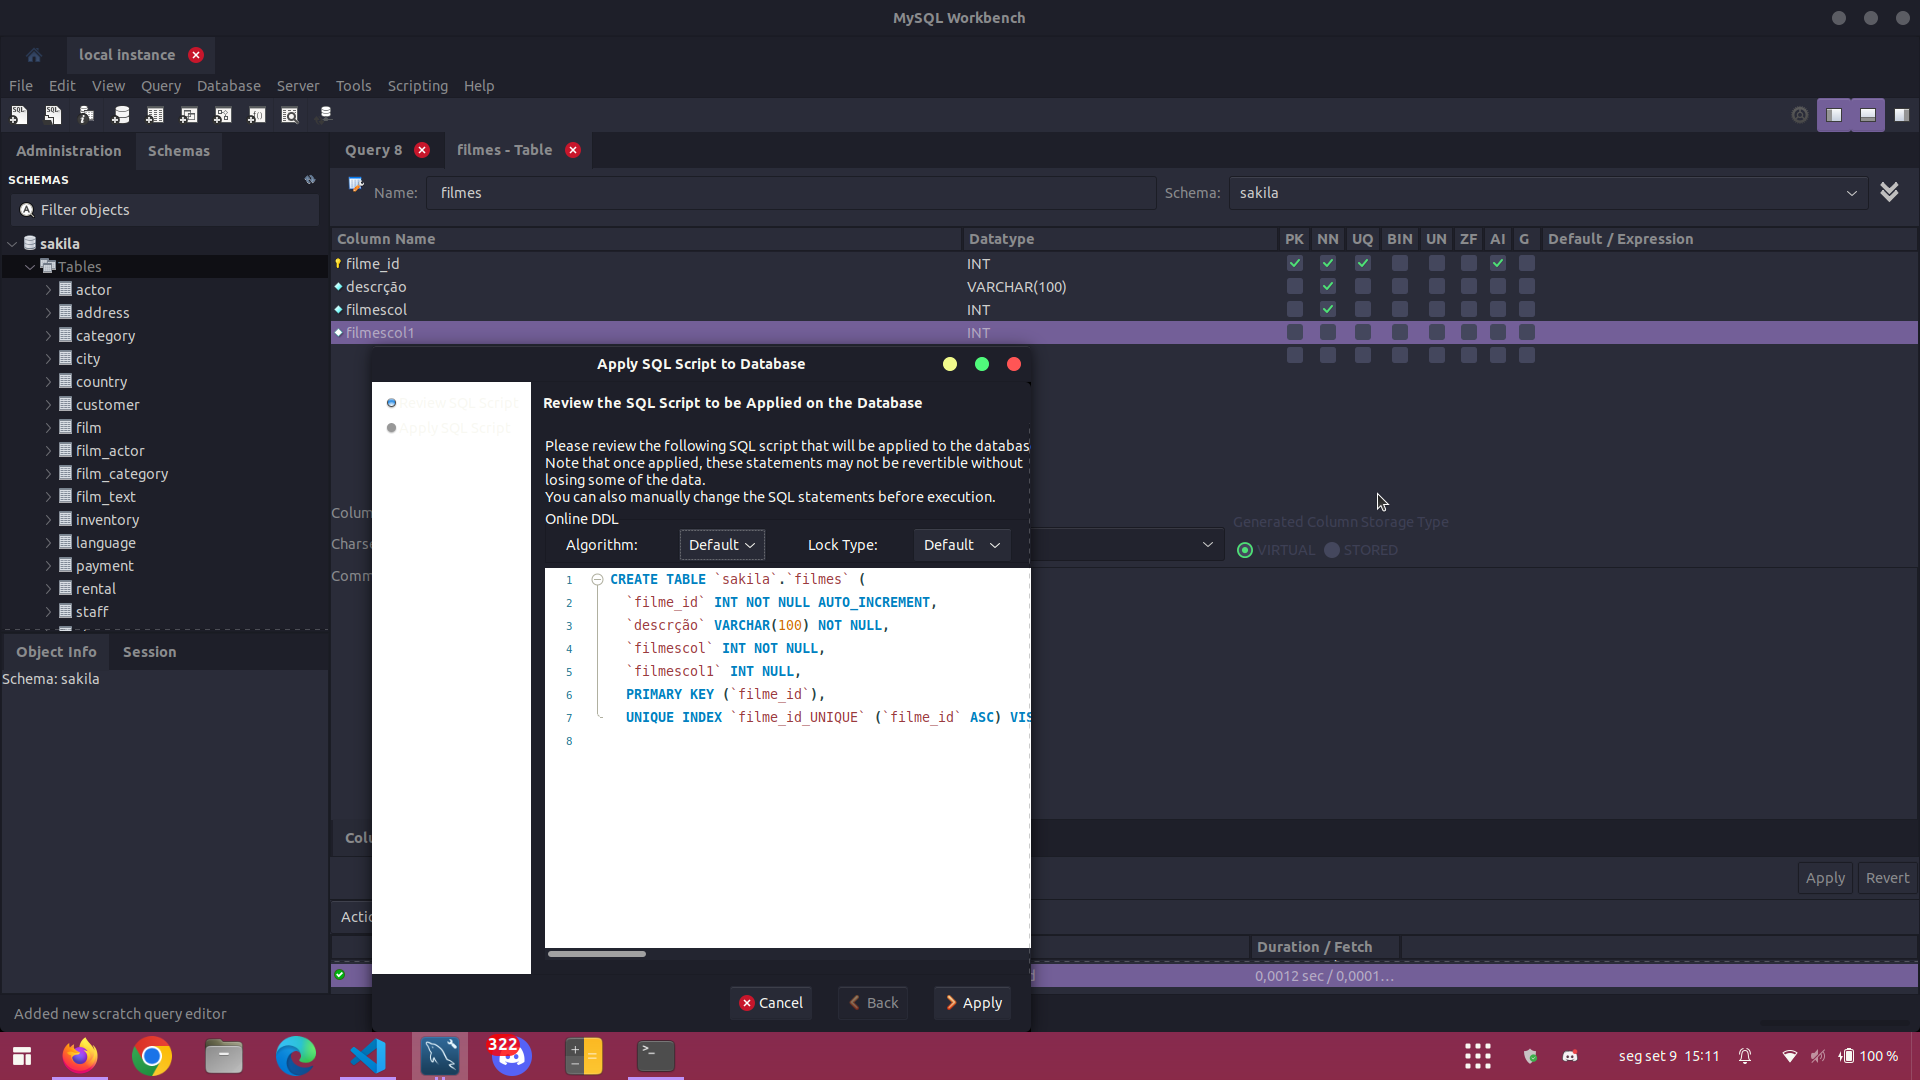 MySQL Workbench
local instance
File Edit View Query Database Server Tools Scripting Help
Administration Schemas
Query 8 filmes - Table
SCHEMAS
Filter objects
sakila
Tables
actor
address
category
city
country
customer
film
film_actor
film_category
film_text
inventory
language
payment
rental
staff
Object Info Session
Schema: sakila
Name: filmes Schema: sakila
Column Name Datatype PK NN UQ BIN UN ZF AI G Default / Expression
filme_id INT
descrção VARCHAR(100)
filmescol INT
filmescol1 INT
Apply SQL Script to Database
Review SQL Script
Apply SQL Script
Review the SQL Script to be Applied on the Database
Please review the following SQL script that will be applied to the databas
Note that once applied, these statements may not be revertible without
losing some of the data.
You can also manually change the SQL statements before execution.
Online DDL
Algorithm: Default Lock Type: Default
1 CREATE TABLE `sakila`.`filmes` (
2 `filme_id` INT NOT NULL AUTO_INCREMENT,
3 `descrção` VARCHAR(100) NOT NULL,
4 `filmescol` INT NOT NULL,
5 `filmescol1` INT NULL,
6 PRIMARY KEY (`filme_id`),
7 UNIQUE INDEX `filme_id_UNIQUE` (`filme_id` ASC) VIS
8
Cancel Back Apply
Colum
Chars
Comm
Generated Column Storage Type
VIRTUAL STORED
Colu
Apply Revert
Actio
Duration / Fetch
0,0012 sec / 0,0001...
Added new scratch query editor
322
seg set 9 15:11 100 %